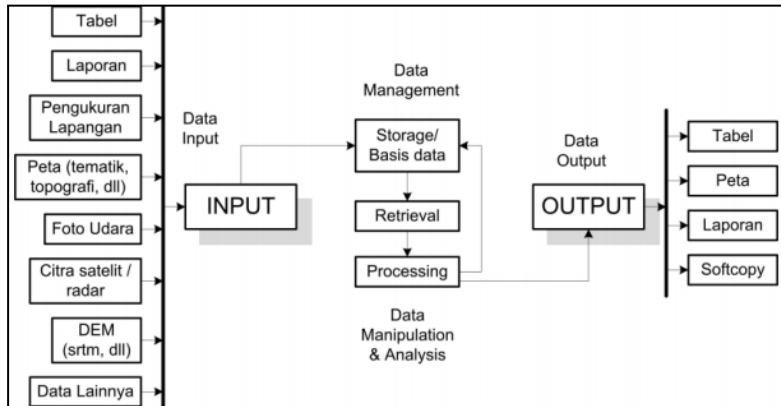 Tabel
Laporan
Pengukuran
Lapangan
Peta (tematik,
topografi, dll)
Foto Udara
Citra satelit /
radar
DEM
(srtm, dll)
Data Lainnya
Data
Input
INPUT
Data
Management
Storage/
Basis data
Retrieval
Processing
Data
Manipulation
& Analysis
Data
Output
OUTPUT
Tabel
Peta
Laporan
Softcopy